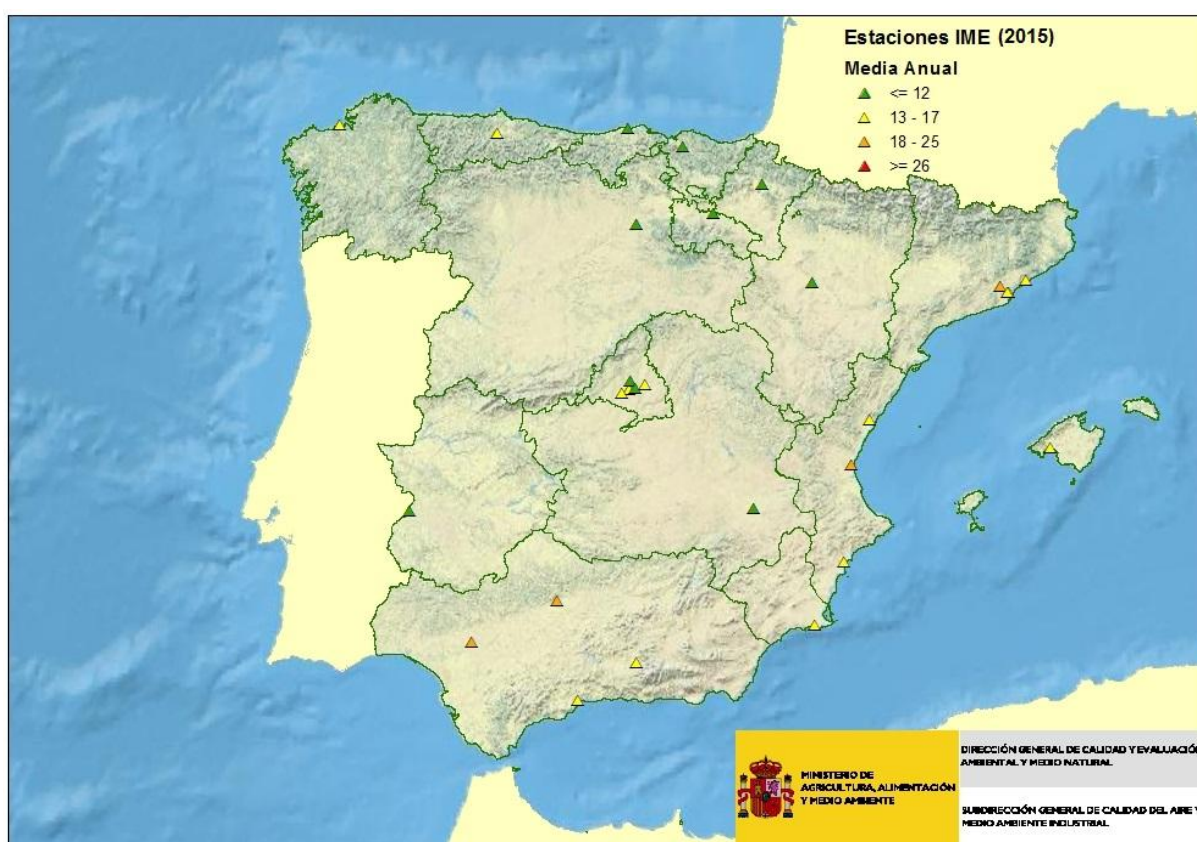 Estaciones IME (2015)
Media Anual
<= 12
13 - 17
18 - 25
>= 26
MINISTERIO DE
AGRICULTURA, ALIMENTACIÓN
Y MEDIO AMBIENTE
DIRECCIÓN GENERAL DE CALIDAD Y EVALUACIÓN
AMBIENTAL Y MEDIO NATURAL
SUBDIRECCIÓN GENERAL DE CALIDAD DEL AIRE Y
MEDIO AMBIENTE INDUSTRIAL